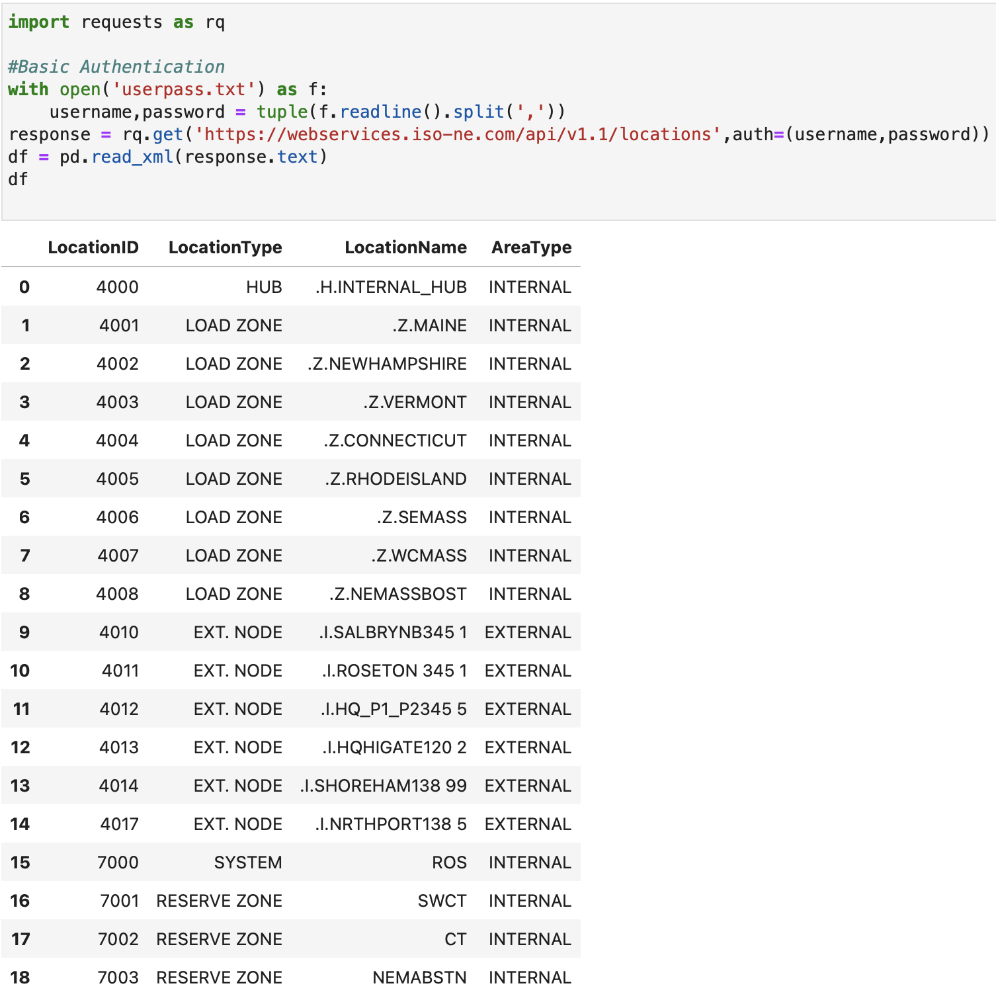 import requests as rq
#Basic Authentication
with open('userpass.txt') as f:
    username,password = tuple(f.readline().split(','))
response = rq.get('https://webservices.iso-ne.com/api/v1.1/locations',auth=(username,password))
df = pd.read_xml(response.text)
df
LocationID LocationType LocationName AreaType
0 4000 HUB .H.INTERNAL_HUB INTERNAL
1 4001 LOAD ZONE .Z.MAINE INTERNAL
2 4002 LOAD ZONE .Z.NEWHAMPSHIRE INTERNAL
3 4003 LOAD ZONE .Z.VERMONT INTERNAL
4 4004 LOAD ZONE .Z.CONNECTICUT INTERNAL
5 4005 LOAD ZONE .Z.RHODEISLAND INTERNAL
6 4006 LOAD ZONE .Z.SEMASS INTERNAL
7 4007 LOAD ZONE .Z.WCMASS INTERNAL
8 4008 LOAD ZONE .Z.NEMASSBOST INTERNAL
9 4010 EXT. NODE .I.SALBRYNB345 1 EXTERNAL
10 4011 EXT. NODE .I.ROSETON 345 1 EXTERNAL
11 4012 EXT. NODE .I.HQ_P1_P2345 5 EXTERNAL
12 4013 EXT. NODE .I.HQHIGATE120 2 EXTERNAL
13 4014 EXT. NODE .I.SHOREHAM138 99 EXTERNAL
14 4017 EXT. NODE .I.NRTHPORT138 5 EXTERNAL
15 7000 SYSTEM ROS INTERNAL
16 7001 RESERVE ZONE SWCT INTERNAL
17 7002 RESERVE ZONE CT INTERNAL
18 7003 RESERVE ZONE NEMABSTN INTERNAL